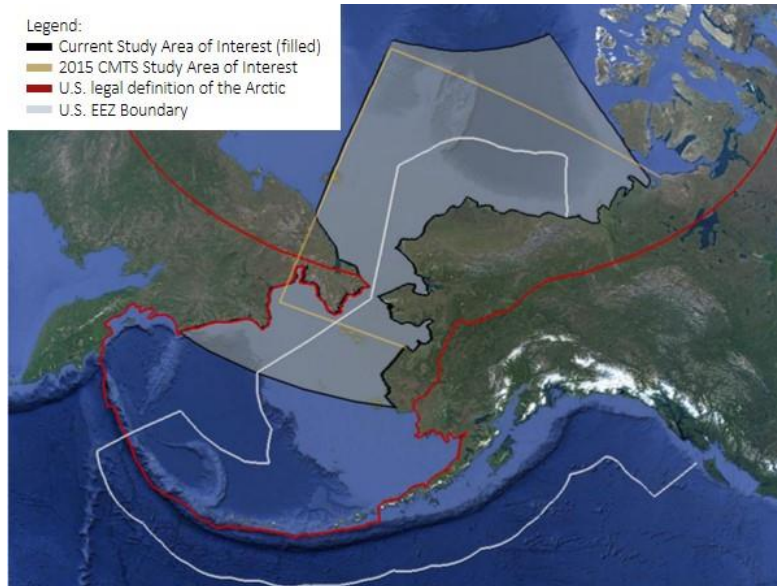 Legend:
Current Study Area of Interest (filled)
2015 CMTS Study Area of Interest
U.S. legal definition of the Arctic
U.S. EEZ Boundary